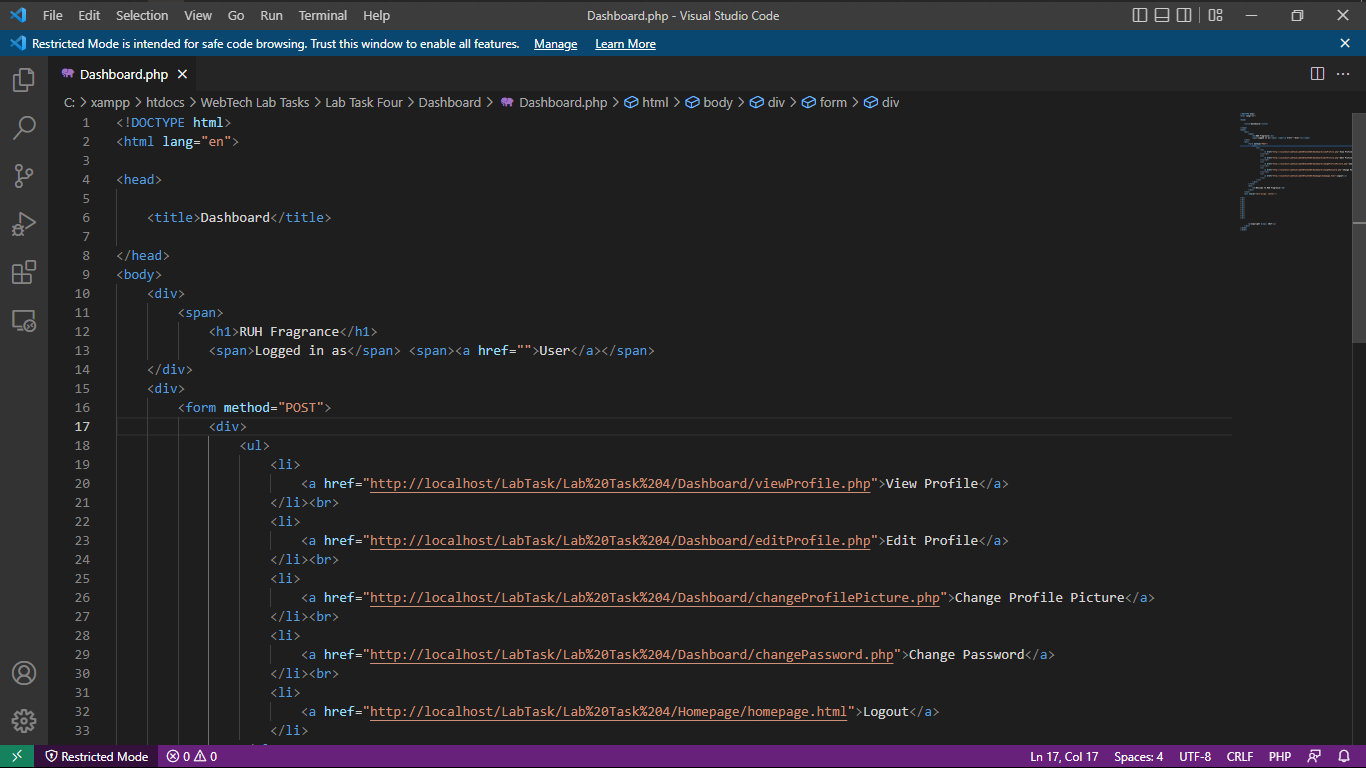 File Edit Selection View Go Run Terminal Help Dashboard.php - Visual Studio Code
Restricted Mode is intended for safe code browsing. Trust this window to enable all features. Manage Learn More
Dashboard.php
C: > xampp > htdocs > WebTech Lab Tasks > Lab Task Four > Dashboard > Dashboard.php > html > body > div > form > div
1 <!DOCTYPE html>
2 <html lang="en">
3
4 <head>
5
6 <title>Dashboard</title>
7
8 </head>
9 <body>
10 <div>
11 <span>
12 <h1>RUH Fragrance</h1>
13 <span>Logged in as</span> <span><a href="">User</a></span>
14 </div>
15 <div>
16 <form method="POST">
17 <div>
18 <ul>
19 <li>
20 <a href="http://localhost/LabTask/Lab%20Task%204/Dashboard/viewProfile.php">View Profile</a>
21 </li><br>
22 <li>
23 <a href="http://localhost/LabTask/Lab%20Task%204/Dashboard/editProfile.php">Edit Profile</a>
24 </li><br>
25 <li>
26 <a href="http://localhost/LabTask/Lab%20Task%204/Dashboard/changeProfilePicture.php">Change Profile Picture</a>
27 </li><br>
28 <li>
29 <a href="http://localhost/LabTask/Lab%20Task%204/Dashboard/changePassword.php">Change Password</a>
30 </li><br>
31 <li>
32 <a href="http://localhost/LabTask/Lab%20Task%204/Homepage/homepage.html">Logout</a>
33 </li>
Restricted Mode 0 0 Ln 17, Col 17 Spaces: 4 UTF-8 CRLF PHP